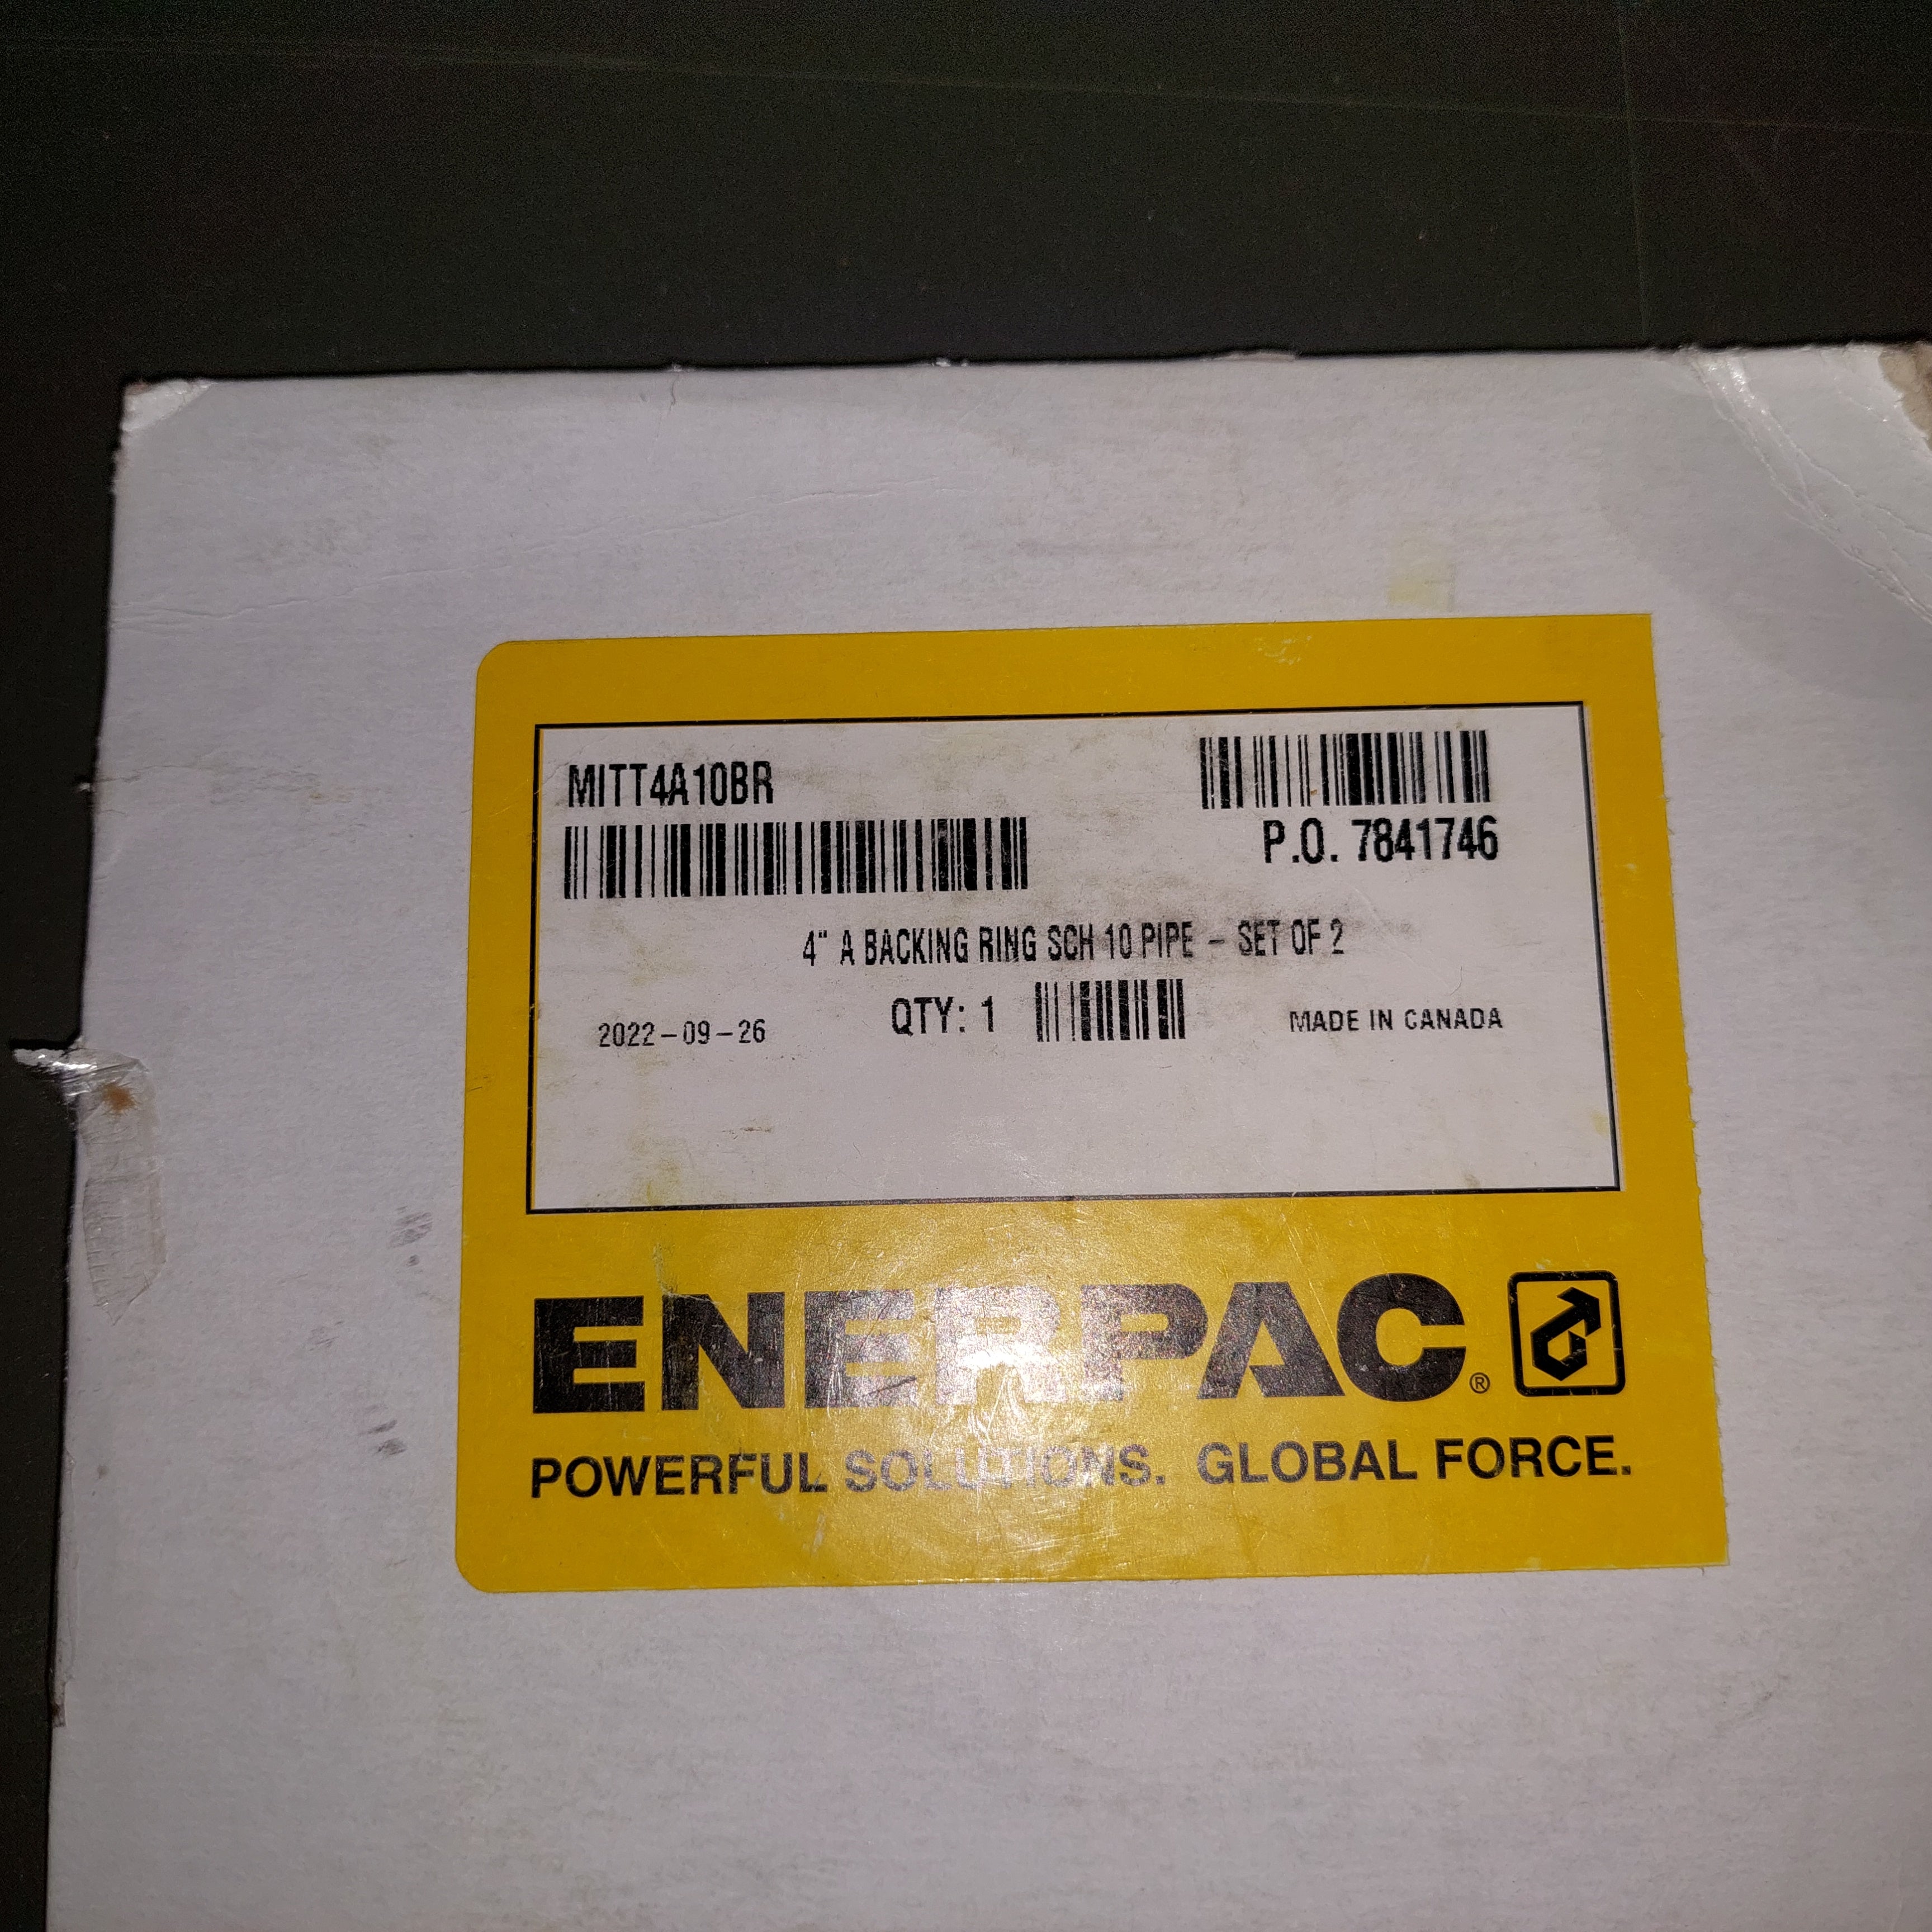 MITT4A10BR
P.O. 7841746
4" A BACKING RING SCH 10 PIPE - SET OF 2
2022-09-26
QTY: 1
MADE IN CANADA
ENERPAC®
POWERFUL SOLUTIONS. GLOBAL FORCE.